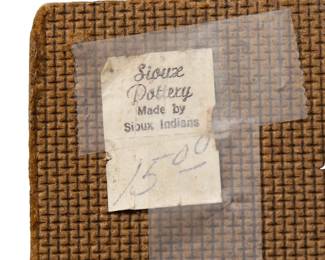 Sioux
Pottery
Made by
Sioux Indians
15.00